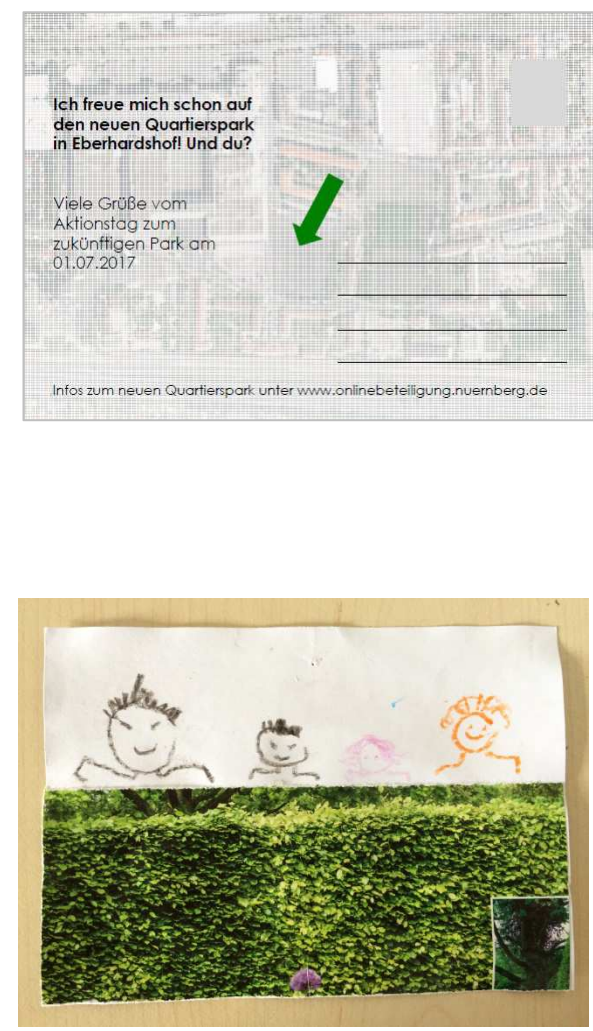 Ich freue mich schon auf
den neuen Quartierspark
in Eberhardshof! Und du?
Viele Grüße vom
Aktionstag zum
zukünftigen Park am
01.07.2017
Infos zum neuen Quartierspark unter www.onlinebeteiligung.nuernberg.de